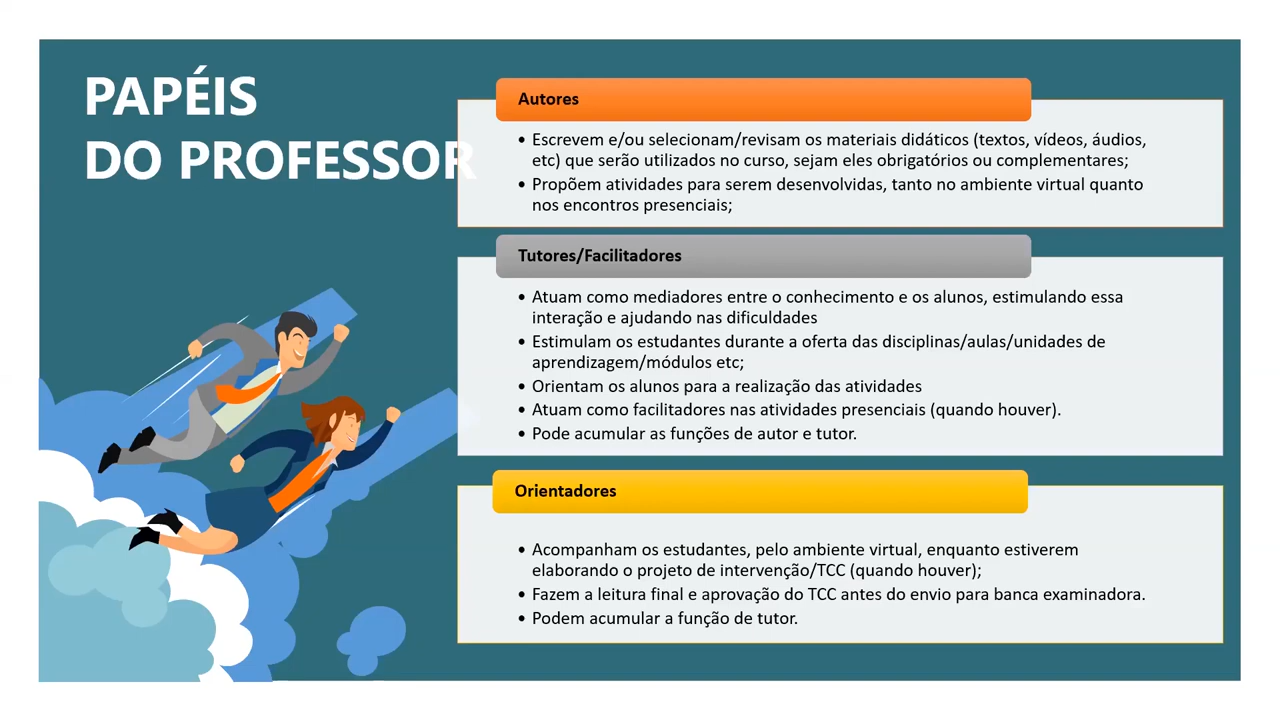 PAPÉIS
DO PROFESSOR
Autores
• Escrevem e/ou selecionam/revisam os materiais didáticos (textos, vídeos, áudios,
etc) que serão utilizados no curso, sejam eles obrigatórios ou complementares;
• Propõem atividades para serem desenvolvidas, tanto no ambiente virtual quanto
nos encontros presenciais;
Tutores/Facilitadores
• Atuam como mediadores entre o conhecimento e os alunos, estimulando essa
interação e ajudando nas dificuldades
• Estimulam os estudantes durante a oferta das disciplinas/aulas/unidades de
aprendizagem/módulos etc;
• Orientam os alunos para a realização das atividades
• Atuam como facilitadores nas atividades presenciais (quando houver).
• Pode acumular as funções de autor e tutor.
Orientadores
• Acompanham os estudantes, pelo ambiente virtual, enquanto estiverem
elaborando o projeto de intervenção/TCC (quando houver);
• Fazem a leitura final e aprovação do TCC antes do envio para banca examinadora.
• Podem acumular a função de tutor.